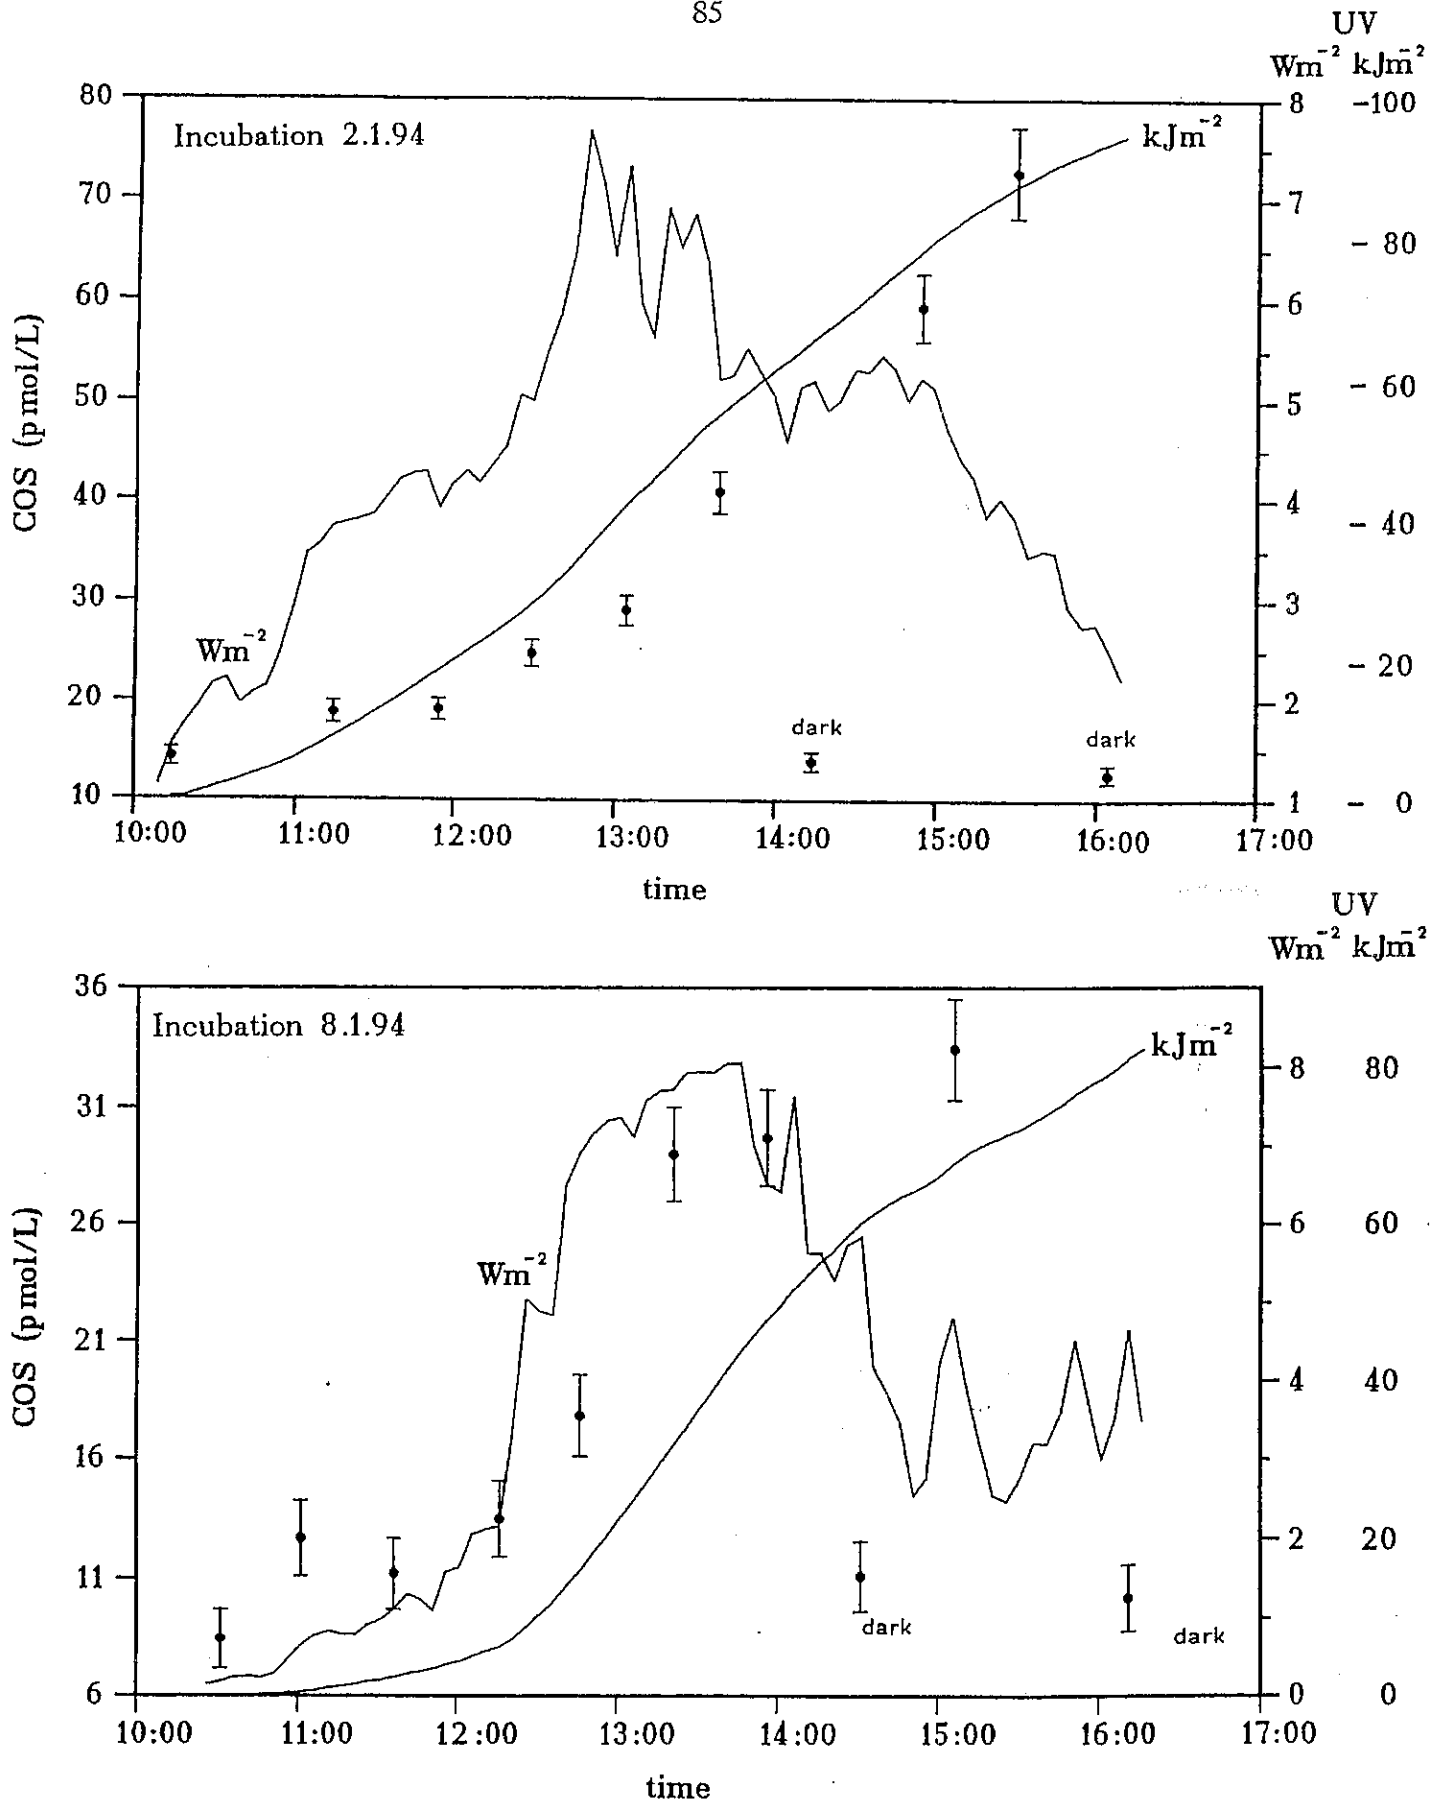 85
UV
Wm⁻² kJm⁻²
80
8
-100
Incubation 2.1.94
kJm⁻²
70
7
- 80
60
6
- 60
50
5
COS (pmol/L)
40
4
- 40
30
3
Wm⁻²
- 20
20
2
dark
dark
10
1
- 0
10:00 11:00 12:00 13:00 14:00 15:00 16:00 17:00
time
UV
Wm⁻² kJm⁻²
36
Incubation 8.1.94
kJm⁻²
8
80
31
26
6
60
Wm⁻²
COS (pmol/L)
21
4
40
16
2
20
11
dark
dark
6
0
0
10:00 11:00 12:00 13:00 14:00 15:00 16:00 17:00
time